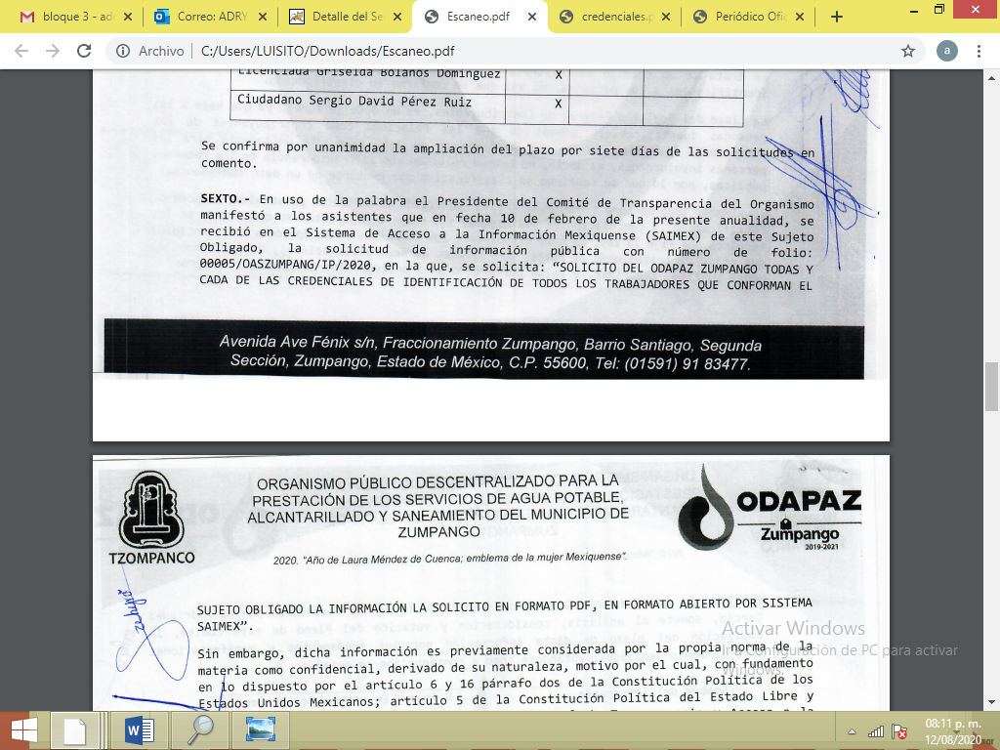 bloque 3 - ad
Correo: ADRY
Detalle del Se
Escaneo.pdf
credenciales.p
Periódico Ofic
Archivo | C:/Users/LUISITO/Downloads/Escaneo.pdf
a
Licenciada Griselda Bolaños Domínguez X
Ciudadano Sergio David Pérez Ruiz X
Se confirma por unanimidad la ampliación del plazo por siete días de las solicitudes en
comento.
SEXTO.- En uso de la palabra el Presidente del Comité de Transparencia del Organismo
manifestó a los asistentes que en fecha 10 de febrero de la presente anualidad, se
recibió en el Sistema de Acceso a la Información Mexiquense (SAIMEX) de este Sujeto
Obligado, la solicitud de información pública con número de folio:
00005/OASZUMPANG/IP/2020, en la que, se solicita: “SOLICITO DEL ODAPAZ ZUMPANGO TODAS Y
CADA DE LAS CREDENCIALES DE IDENTIFICACIÓN DE TODOS LOS TRABAJADORES QUE CONFORMAN EL
Avenida Ave Fénix s/n, Fraccionamiento Zumpango, Barrio Santiago, Segunda
Sección, Zumpango, Estado de México, C.P. 55600, Tel: (01591) 91 83477.
TZOMPANCO
ORGANISMO PÚBLICO DESCENTRALIZADO PARA LA
PRESTACIÓN DE LOS SERVICIOS DE AGUA POTABLE,
ALCANTARILLADO Y SANEAMIENTO DEL MUNICIPIO DE
ZUMPANGO
2020. "Año de Laura Méndez de Cuenca; emblema de la mujer Mexiquense".
ODAPAZ
Zumpango
2019-2021
SUJETO OBLIGADO LA INFORMACIÓN LA SOLICITO EN FORMATO PDF, EN FORMATO ABIERTO POR SISTEMA
SAIMEX”.
Sin embargo, dicha información es previamente considerada por la propia norma de la
materia como confidencial, derivado de su naturaleza, motivo por el cual, con fundamento
en lo dispuesto por el artículo 6 y 16 párrafo dos de la Constitución Política de los
Estados Unidos Mexicanos; artículo 5 de la Constitución Política del Estado Libre y
Activar Windows
Ir a Configuración de PC para activar
Windows.
08:11 p. m.
12/08/2020